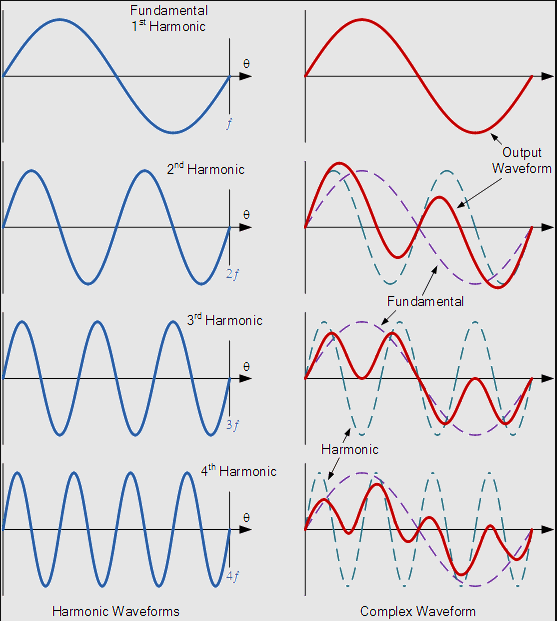 Fundamental
1st Harmonic
θ
f
Output
Waveform
2nd Harmonic
θ
2f
Fundamental
3rd Harmonic
θ
3f
Harmonic
4th Harmonic
θ
4f
Harmonic Waveforms
Complex Waveform